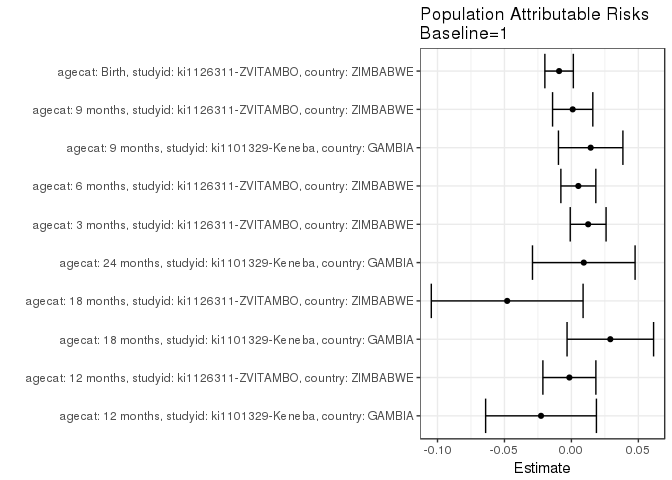 Population Attributable Risks
Baseline=1
agecat: Birth, studyid: ki1126311-ZVITAMBO, country: ZIMBABWE
agecat: 9 months, studyid: ki1126311-ZVITAMBO, country: ZIMBABWE
agecat: 9 months, studyid: ki1101329-Keneba, country: GAMBIA
agecat: 6 months, studyid: ki1126311-ZVITAMBO, country: ZIMBABWE
agecat: 3 months, studyid: ki1126311-ZVITAMBO, country: ZIMBABWE
agecat: 24 months, studyid: ki1101329-Keneba, country: GAMBIA
agecat: 18 months, studyid: ki1126311-ZVITAMBO, country: ZIMBABWE
agecat: 18 months, studyid: ki1101329-Keneba, country: GAMBIA
agecat: 12 months, studyid: ki1126311-ZVITAMBO, country: ZIMBABWE
agecat: 12 months, studyid: ki1101329-Keneba, country: GAMBIA
-0.10 -0.05 0.00 0.05
Estimate